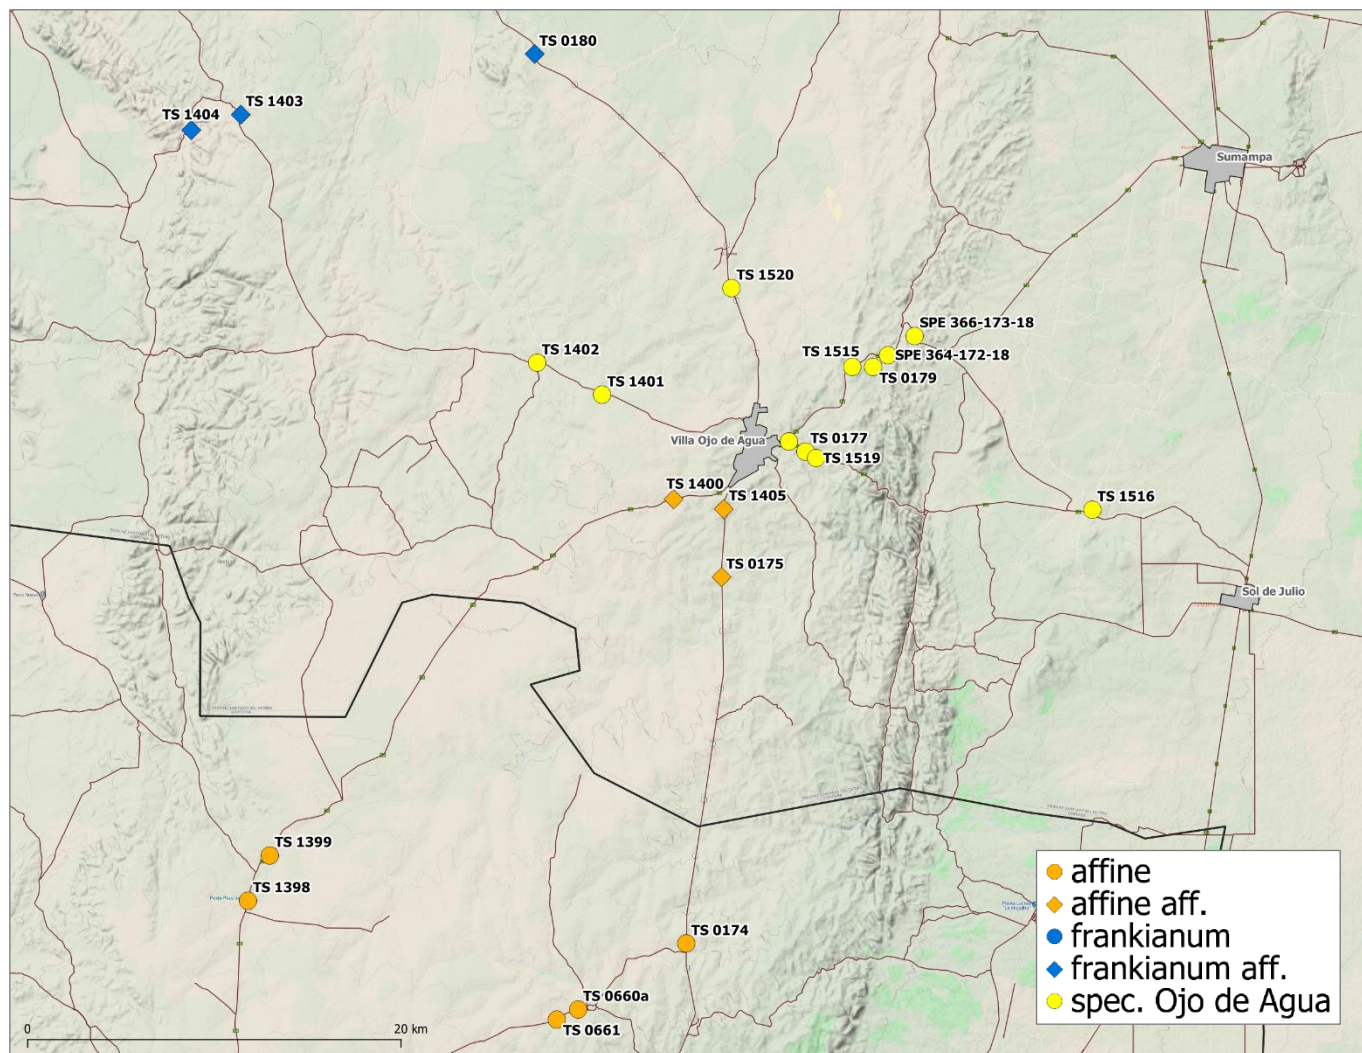 TS 0180
TS 1403
TS 1404
Sumampa
TS 1520
SPE 366-173-18
TS 1402
TS 1515
SPE 364-172-18
TS 0179
TS 1401
Villa Ojo de Agua
TS 0177
TS 1519
TS 1400
TS 1405
TS 1516
TS 0175
Sol de Julio
TS 1399
TS 1398
TS 0174
TS 0660a
TS 0661
0
20 km
affine
affine aff.
frankianum
frankianum aff.
spec. Ojo de Agua